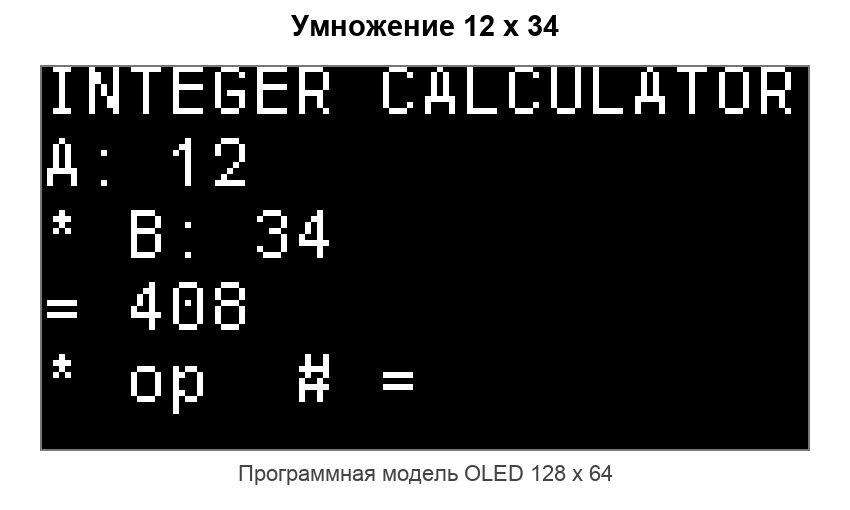 Умножение 12 x 34
INTEGER CALCULATOR
A: 12
* B: 34
= 408
* op # =
Программная модель OLED 128 x 64